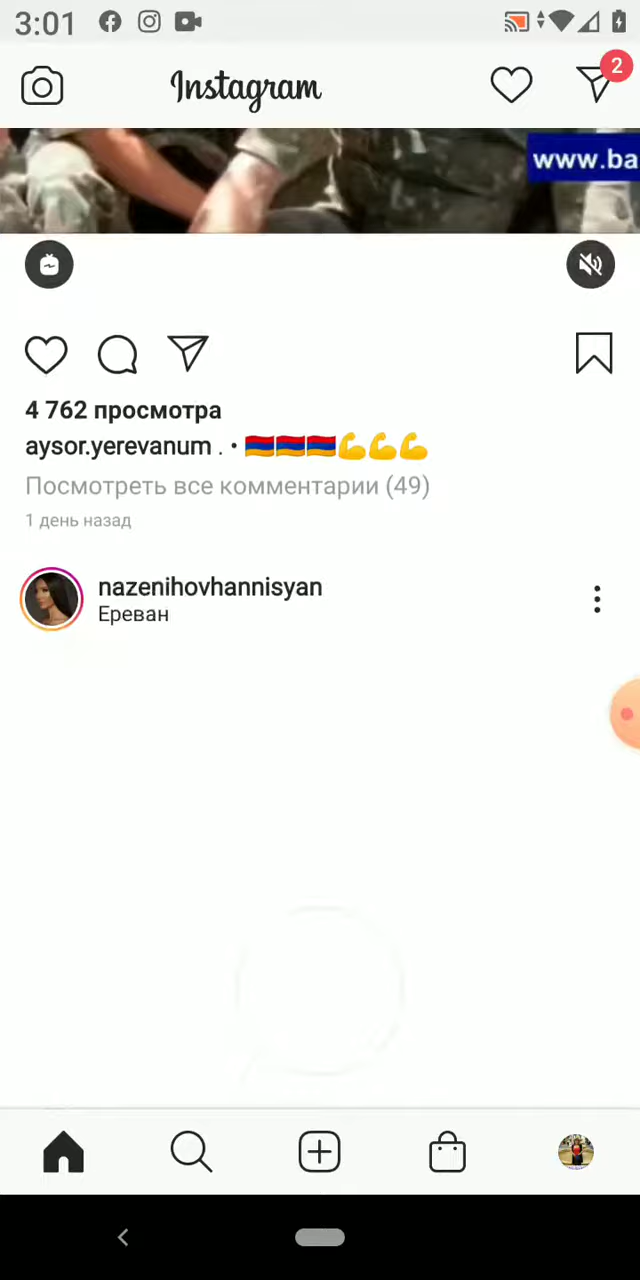 3:01
Instagram
2
www.ba
4 762 просмотра
aysor.yerevanum . • 🇦🇲🇦🇲🇦🇲💪💪💪
Посмотреть все комментарии (49)
1 день назад
nazenihovhannisyan
Ереван